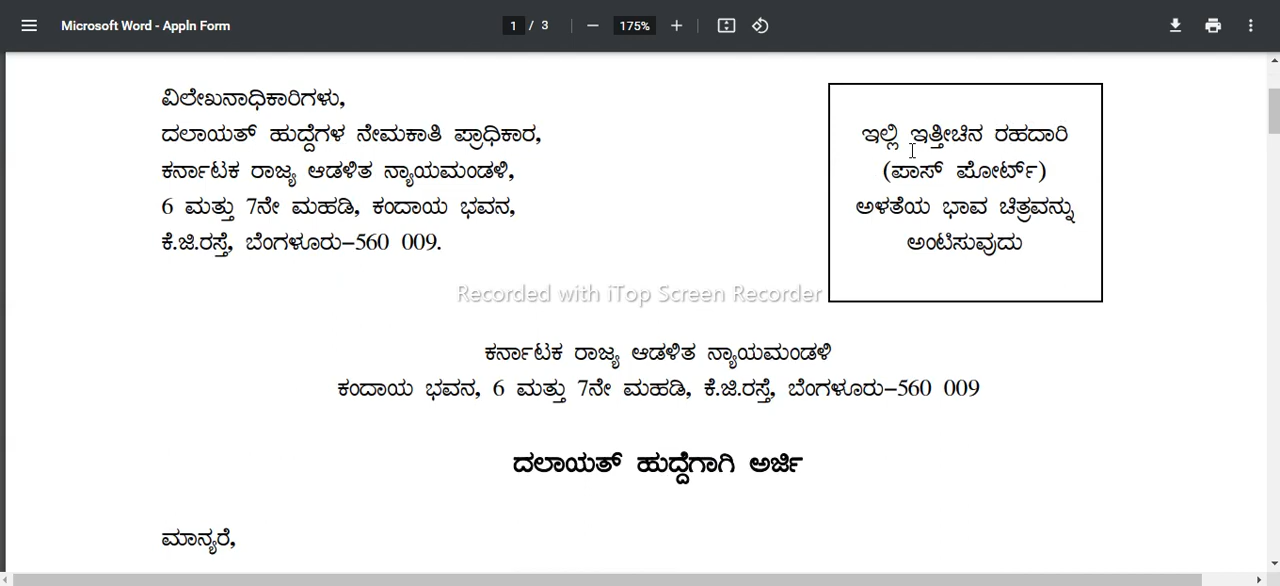 Microsoft Word - Appln Form
1 / 3
175%
ವಿಲೇಖನಾಧಿಕಾರಿಗಳು,
ದಲಾಯತ್ ಹುದ್ದೆಗಳ ನೇಮಕಾತಿ ಪ್ರಾಧಿಕಾರ,
ಕರ್ನಾಟಕ ರಾಜ್ಯ ಆಡಳಿತ ನ್ಯಾಯಮಂಡಳಿ,
6 ಮತ್ತು 7ನೇ ಮಹಡಿ, ಕಂದಾಯ ಭವನ,
ಕೆ.ಜಿ.ರಸ್ತೆ, ಬೆಂಗಳೂರು–560 009.
ಇಲ್ಲಿ ಇತ್ತೀಚಿನ ರಹದಾರಿ
(ಪಾಸ್ ಪೋರ್ಟ್)
ಅಳತೆಯ ಭಾವ ಚಿತ್ರವನ್ನು
ಅಂಟಿಸುವುದು
Recorded with iTop Screen Recorder
ಕರ್ನಾಟಕ ರಾಜ್ಯ ಆಡಳಿತ ನ್ಯಾಯಮಂಡಳಿ
ಕಂದಾಯ ಭವನ, 6 ಮತ್ತು 7ನೇ ಮಹಡಿ, ಕೆ.ಜಿ.ರಸ್ತೆ, ಬೆಂಗಳೂರು–560 009
ದಲಾಯತ್ ಹುದ್ದೆಗಾಗಿ ಅರ್ಜಿ
ಮಾನ್ಯರೆ,